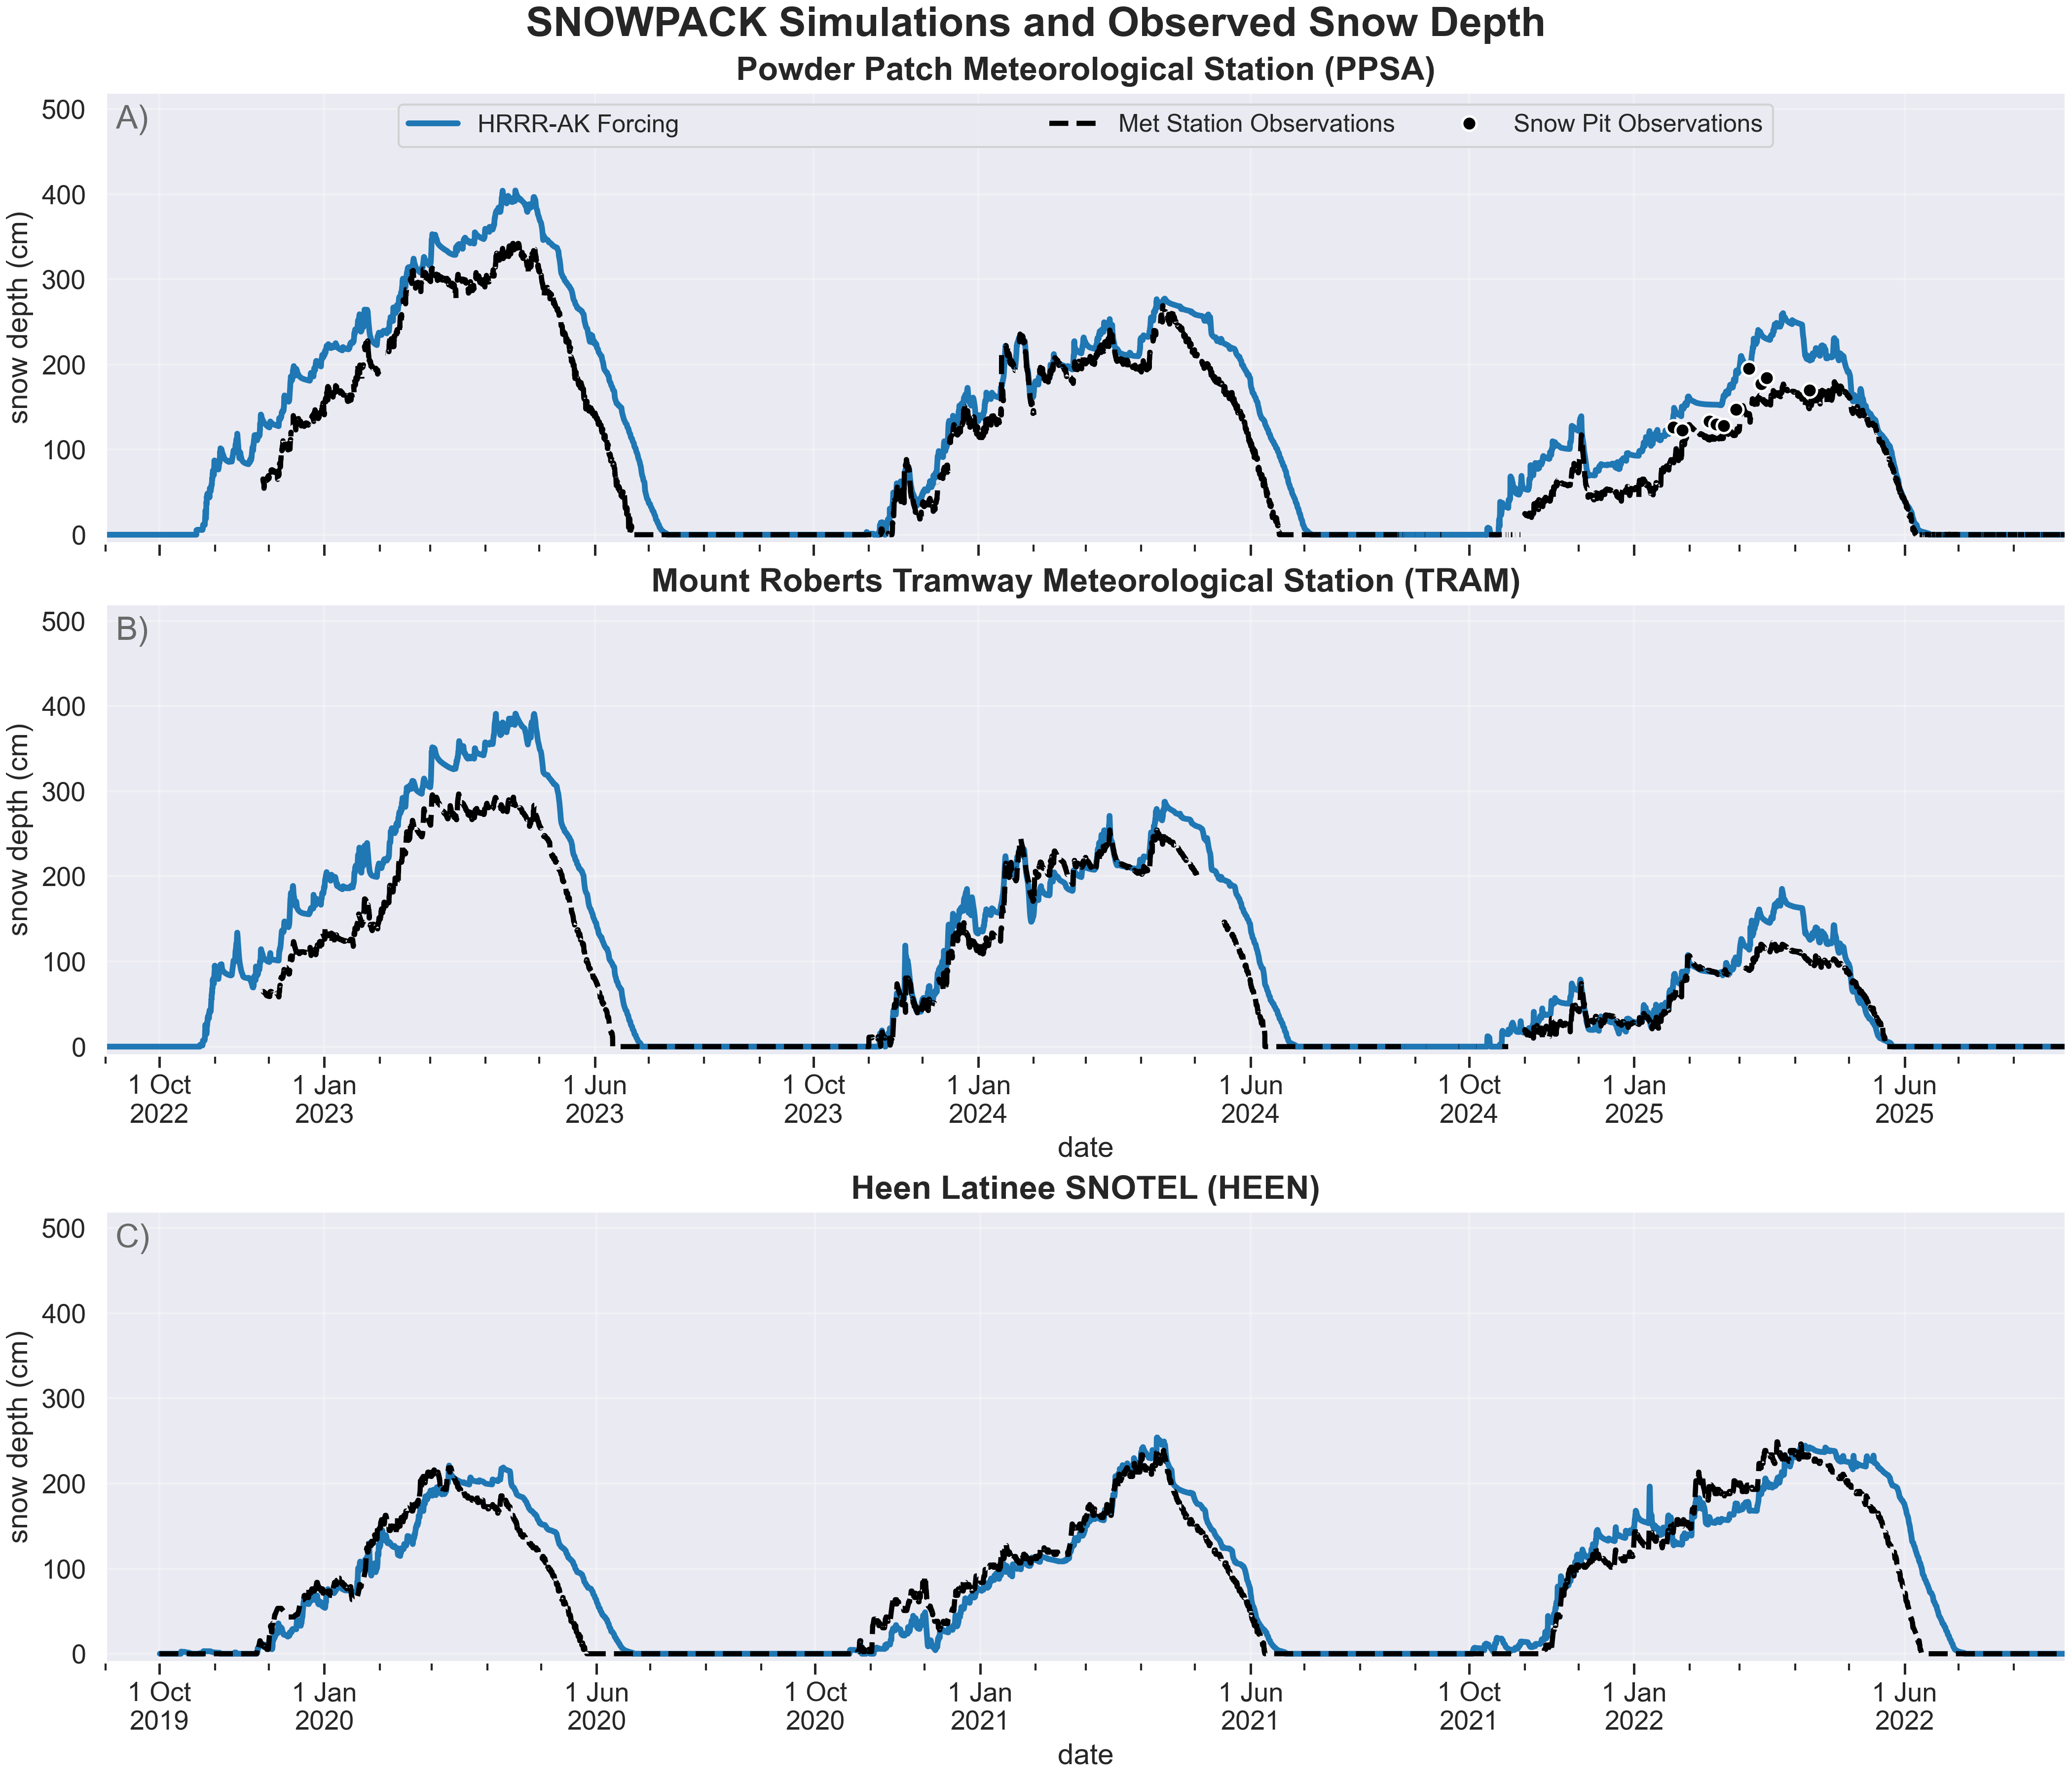 SNOWPACK Simulations and Observed Snow Depth
Powder Patch Meteorological Station (PPSA)
A)
HRRR-AK Forcing
Met Station Observations
Snow Pit Observations
snow depth (cm)
500
400
300
200
100
0
Mount Roberts Tramway Meteorological Station (TRAM)
B)
snow depth (cm)
500
400
300
200
100
0
1 Oct 1 Jan 1 Jun 1 Oct 1 Jan 1 Jun 1 Oct 1 Jan 1 Jun
2022 2023 2023 2023 2024 2024 2024 2025 2025
date
Heen Latinee SNOTEL (HEEN)
C)
snow depth (cm)
500
400
300
200
100
0
1 Oct 1 Jan 1 Jun 1 Oct 1 Jan 1 Jun 1 Oct 1 Jan 1 Jun
2019 2020 2020 2020 2021 2021 2021 2022 2022
date